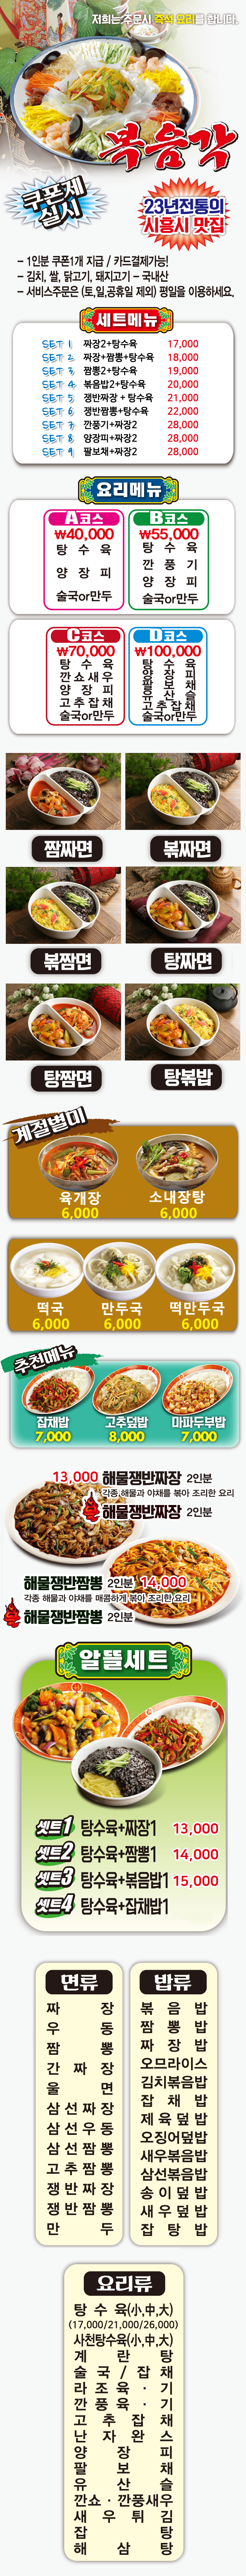 저희는 주문시 즉석 요리를 합니다.
볶음각
쿠폰제
실시
23년전통의
시흥시 맛집
- 1인분 쿠폰1개 지급 / 카드결제가능!
- 김치, 쌀, 닭고기, 돼지고기 - 국내산
- 서비스주문은 (토,일,공휴일 제외) 평일을 이용하세요.
세트메뉴
SET 1 짜장2+탕수육 17,000
SET 2 짜장+짬뽕+탕수육 18,000
SET 3 짬뽕2+탕수육 19,000
SET 4 볶음밥2+탕수육 20,000
SET 5 쟁반짜장 + 탕수육 21,000
SET 6 쟁반짬뽕+탕수육 22,000
SET 7 깐풍기+짜장2 28,000
SET 8 양장피+짜장2 28,000
SET 9 팔보채+짜장2 28,000
요리메뉴
A코스
₩40,000
탕 수 육
양 장 피
술국or만두
B코스
₩55,000
탕 수 육
깐 풍 기
양 장 피
술국or만두
C코스
₩70,000
탕 수 육
깐쇼새우
양 장 피
고추잡채
술국or만두
D코스
₩100,000
탕 수 육
양 장 피
팔 보 채
유 산 슬
고추잡채
술국or만두
짬짜면
볶짜면
볶짬면
탕짜면
탕짬면
탕볶밥
계절별미
육개장
6,000
소내장탕
6,000
떡국
6,000
만두국
6,000
떡만두국
6,000
추천메뉴
잡채밥
7,000
고추덮밥
8,000
마파두부밥
7,000
13,000 해물쟁반짜장 2인분
각종 해물과 야채를 볶아 조리한 요리
해물쟁반짜장 2인분
해물쟁반짬뽕 2인분 14,000
각종 해물과 야채를 매콤하게 볶아 조리한 요리
해물쟁반짬뽕 2인분
알뜰세트
셋트1 탕수육+짜장1 13,000
셋트2 탕수육+짬뽕1 14,000
셋트3 탕수육+볶음밥1 15,000
셋트4 탕수육+잡채밥1
면류
짜 장
우 동
짬 뽕
간 짜 장
울 면
삼선짜장
삼선우동
삼선짬뽕
고추짬뽕
쟁반짜장
쟁반짬뽕
만 두
밥류
볶 음 밥
짬 뽕 밥
짜 장 밥
오므라이스
김치볶음밥
잡 채 밥
제육덮밥
오징어덮밥
새우볶음밥
삼선볶음밥
송이덮밥
새우덮밥
잡 탕 밥
요리류
탕 수 육(小,中,大)
(17,000/21,000/26,000)
사천탕수육(小,中,大)
계 란 탕
술 국 / 잡 채
라 조 육 · 기
깐 풍 육 · 기
고 추 잡 채
난 자 완 스
양 장 피
팔 보 채
유 산 슬
깐쇼 · 깐풍새우
새 우 튀 김
잡 탕
해 삼 탕